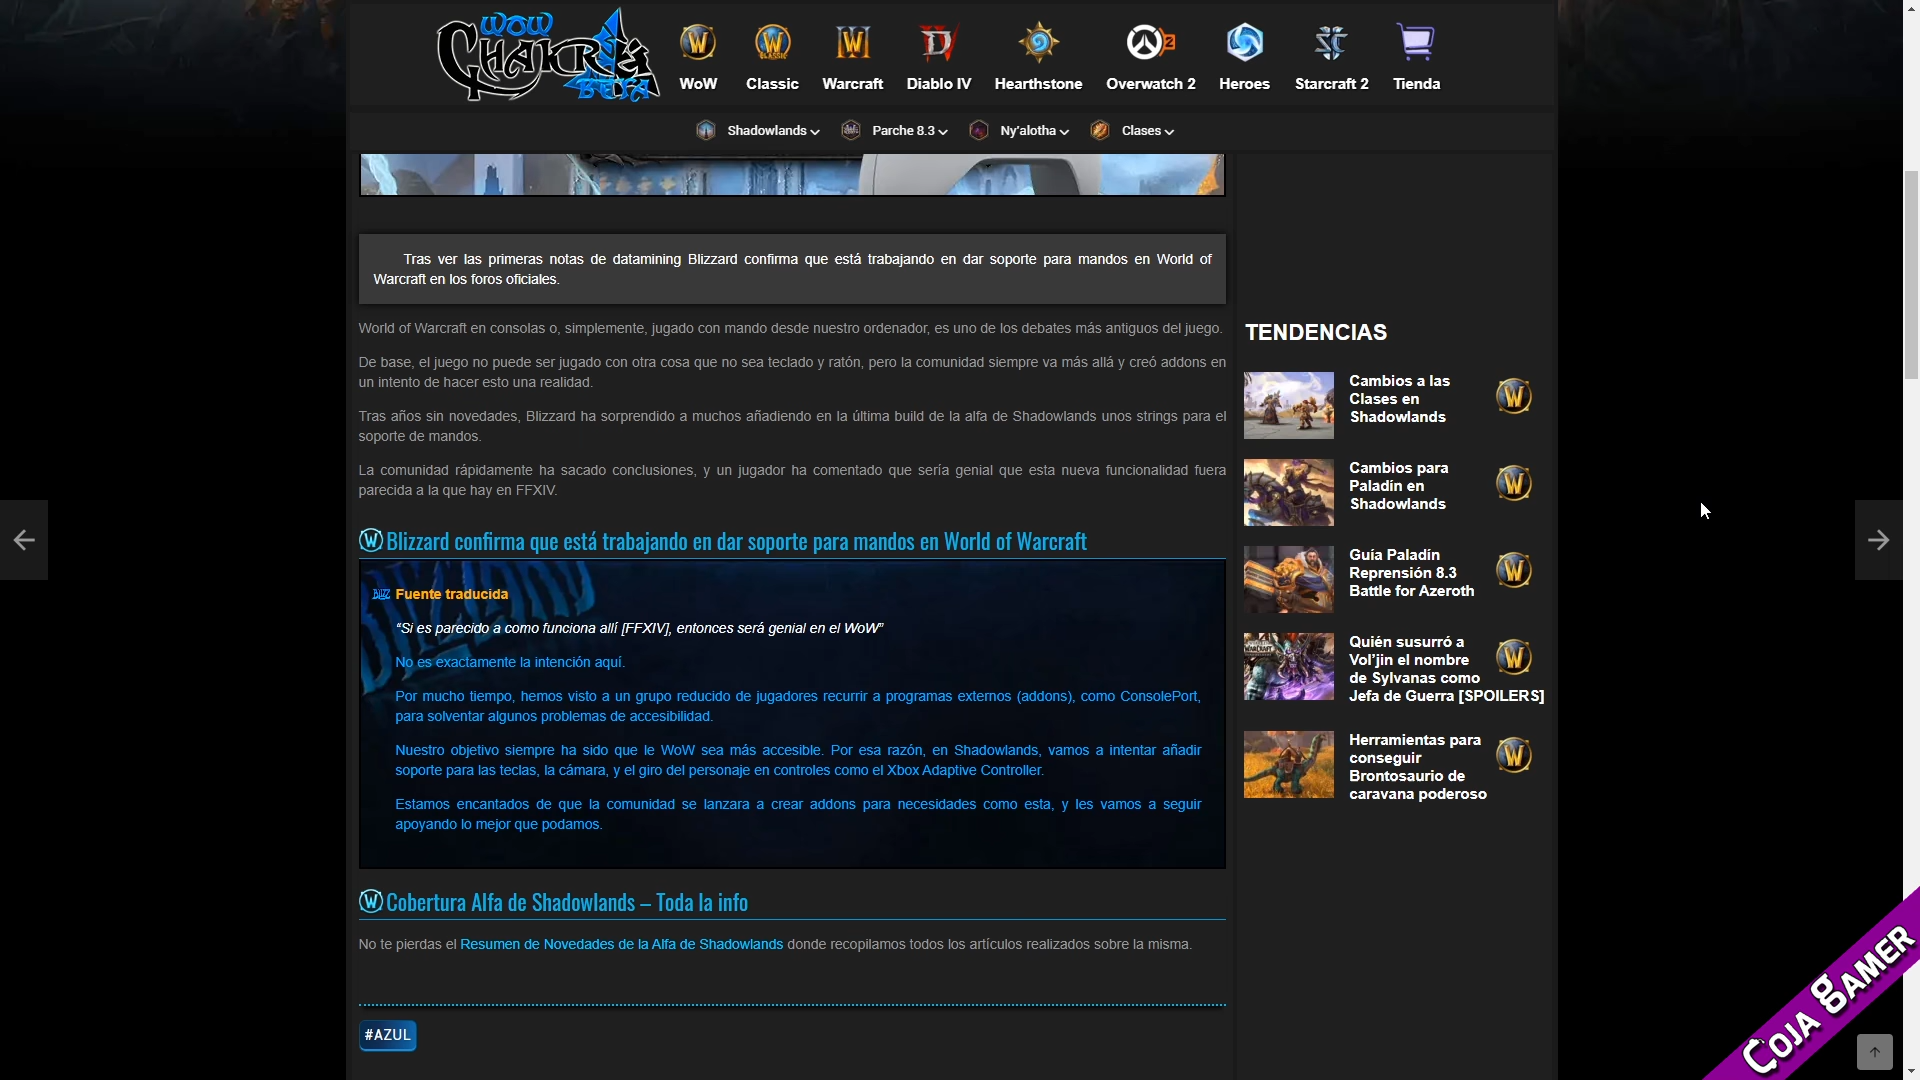 WOW
CHAKRA
BETA
WoW
Classic
Warcraft
Diablo IV
Hearthstone
Overwatch 2
Heroes
Starcraft 2
Tienda
Shadowlands
Parche 8.3
Ny'alotha
Clases
Tras ver las primeras notas de datamining Blizzard confirma que está trabajando en dar soporte para mandos en World of
Warcraft en los foros oficiales.
World of Warcraft en consolas o, simplemente, jugado con mando desde nuestro ordenador, es uno de los debates más antiguos del juego.
De base, el juego no puede ser jugado con otra cosa que no sea teclado y ratón, pero la comunidad siempre va más allá y creó addons en
un intento de hacer esto una realidad.
Tras años sin novedades, Blizzard ha sorprendido a muchos añadiendo en la última build de la alfa de Shadowlands unos strings para el
soporte de mandos.
La comunidad rápidamente ha sacado conclusiones, y un jugador ha comentado que sería genial que esta nueva funcionalidad fuera
parecida a la que hay en FFXIV.
Blizzard confirma que está trabajando en dar soporte para mandos en World of Warcraft
Fuente traducida
“Si es parecido a como funciona allí [FFXIV], entonces será genial en el WoW”
No es exactamente la intención aquí.
Por mucho tiempo, hemos visto a un grupo reducido de jugadores recurrir a programas externos (addons), como ConsolePort,
para solventar algunos problemas de accesibilidad.
Nuestro objetivo siempre ha sido que le WoW sea más accesible. Por esa razón, en Shadowlands, vamos a intentar añadir
soporte para las teclas, la cámara, y el giro del personaje en controles como el Xbox Adaptive Controller.
Estamos encantados de que la comunidad se lanzara a crear addons para necesidades como esta, y les vamos a seguir
apoyando lo mejor que podamos.
Cobertura Alfa de Shadowlands – Toda la info
No te pierdas el Resumen de Novedades de la Alfa de Shadowlands donde recopilamos todos los artículos realizados sobre la misma.
#AZUL
TENDENCIAS
Cambios a las
Clases en
Shadowlands
Cambios para
Paladín en
Shadowlands
Guía Paladín
Reprensión 8.3
Battle for Azeroth
Quién susurró a
Vol’jin el nombre
de Sylvanas como
Jefa de Guerra [SPOILERS]
Herramientas para
conseguir
Brontosaurio de
caravana poderoso
COJA GAMER